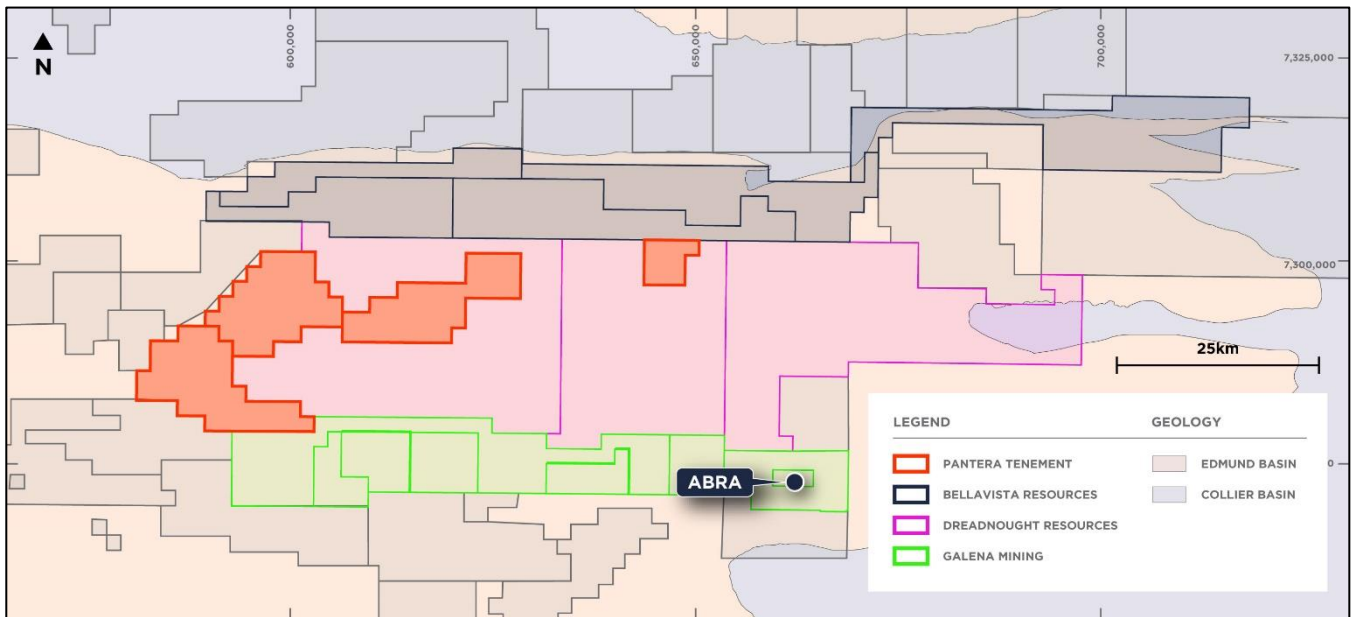 N
600,000
650,000
700,000
7,325,000
7,300,000
25km
ABRA
0
LEGEND
PANTERA TENEMENT
BELLAVISTA RESOURCES
DREADNOUGHT RESOURCES
GALENA MINING
GEOLOGY
EDMUND BASIN
COLLIER BASIN